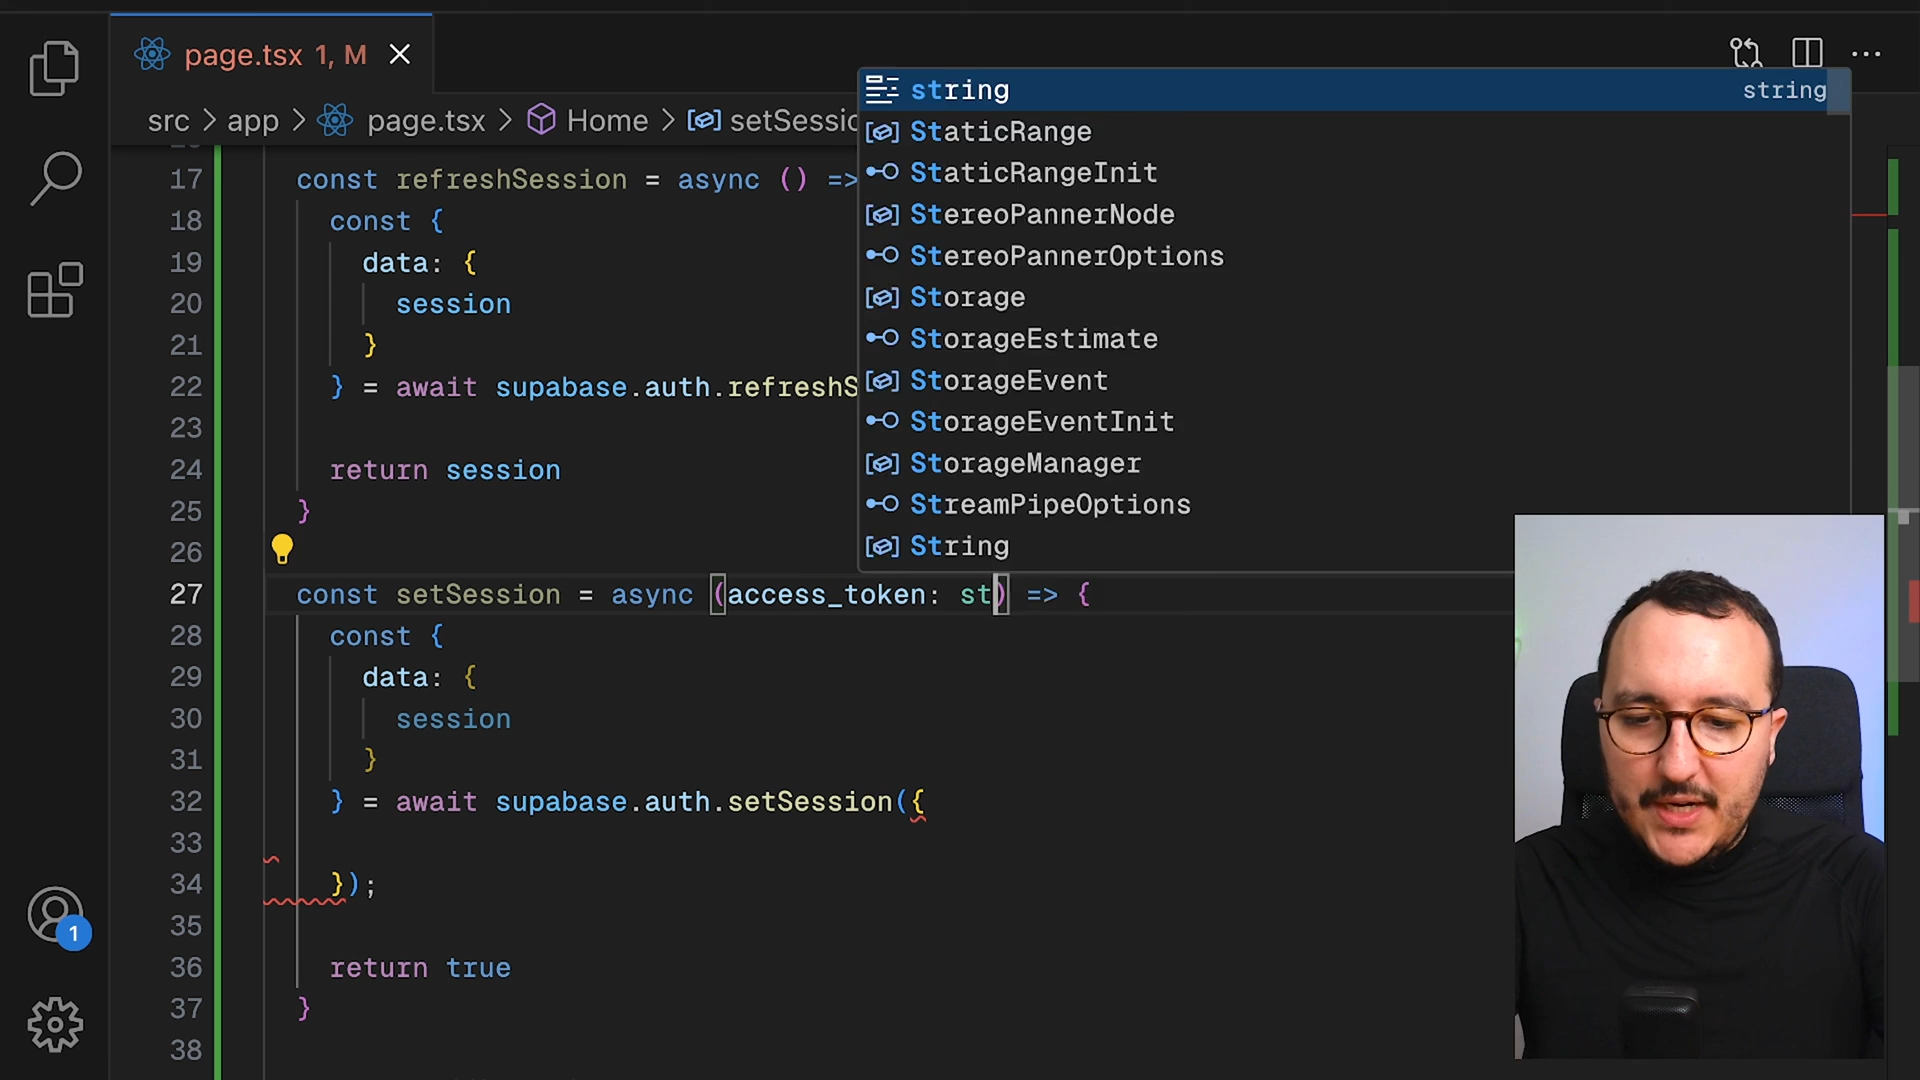 page.tsx 1, M
src > app > page.tsx > Home > setSessio
string string
StaticRange
StaticRangeInit
StereoPannerNode
StereoPannerOptions
Storage
StorageEstimate
StorageEvent
StorageEventInit
StorageManager
StreamPipeOptions
String
17 const refreshSession = async () =>
18 const {
19 data: {
20 session
21 }
22 } = await supabase.auth.refreshS
23
24 return session
25 }
26
27 const setSession = async (access_token: st) => {
28 const {
29 data: {
30 session
31 }
32 } = await supabase.auth.setSession({
33
34 });
35
36 return true
37 }
38
1